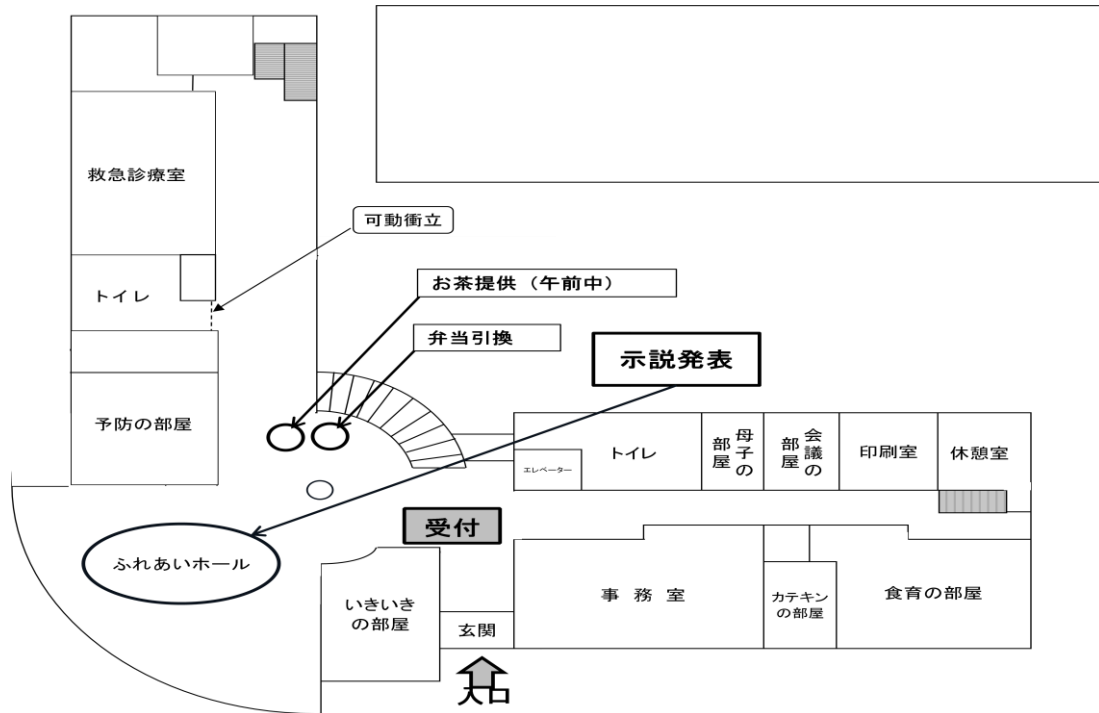 救急診療室
可動衝立
お茶提供（午前中）
トイレ
弁当引換
示説発表
予防の部屋
トイレ
エレベーター
母子の
部屋
会議の
部屋
印刷室
休憩室
受付
ふれあいホール
いきいき
の部屋
玄関
事 務 室
カテキン
の部屋
食育の部屋
入口